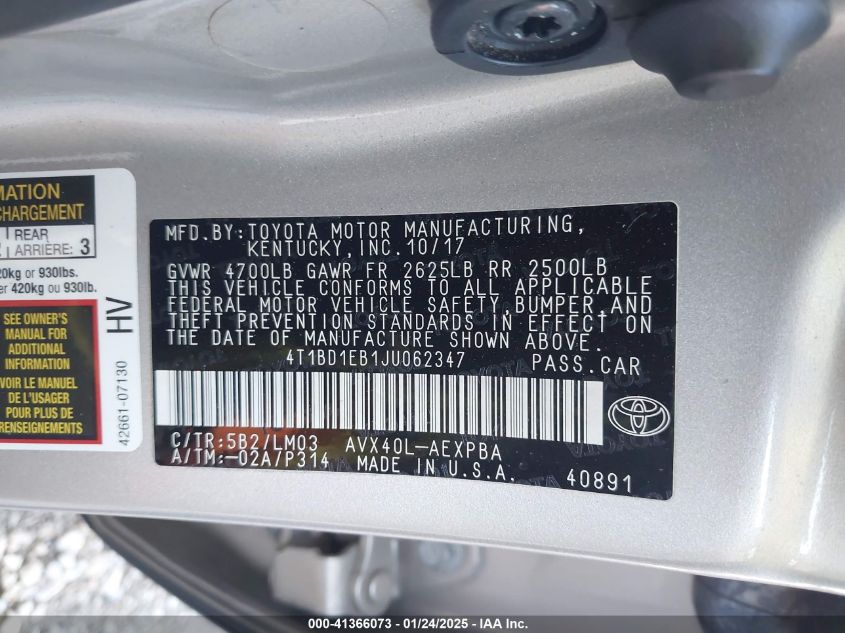 MATION
CHARGEMENT
REAR
ARRIÈRE: 3
20kg or 930lbs.
er 420kg ou 930lb.
SEE OWNER'S
MANUAL FOR
ADDITIONAL
INFORMATION
VOIR LE MANUEL
DE L'USAGER
POUR PLUS DE
RENSEIGNEMENTS
HV
42661-07130
MFD.BY:TOYOTA MOTOR MANUFACTURING,
KENTUCKY,INC.10/17
GVWR 4700LB GAWR FR 2625LB RR 2500LB
THIS VEHICLE CONFORMS TO ALL APPLICABLE
FEDERAL MOTOR VEHICLE SAFETY,BUMPER,AND
THEFT PREVENTION STANDARDS IN EFFECT ON
THE DATE OF MANUFACTURE SHOWN ABOVE.
4T1BD1EB1JU062347 PASS.CAR
C/TR:5B2/LM03 AVX40L-AEXPBA
A/TM:-02A7P314 MADE IN U.S.A. 40891
000-41366073 — 01/24/2025 — IAA Inc.